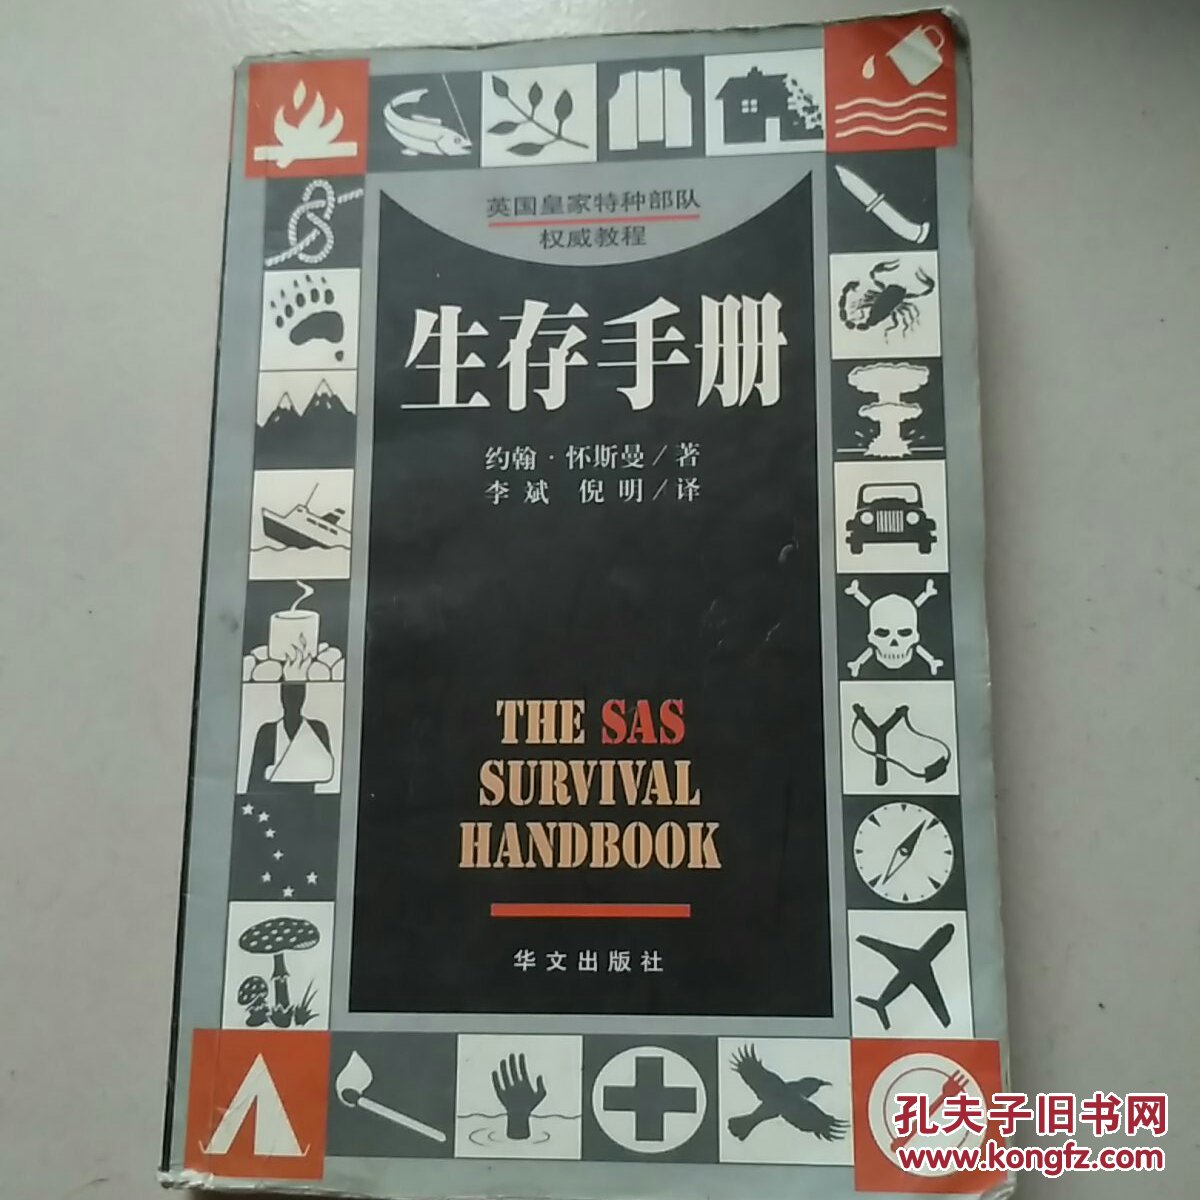 英国皇家特种部队
权威教程
生存手册
约翰·怀斯曼/著
李斌 倪明/译
THE SAS
SURVIVAL
HANDBOOK
华文出版社
孔夫子旧书网
www.kongfz.com